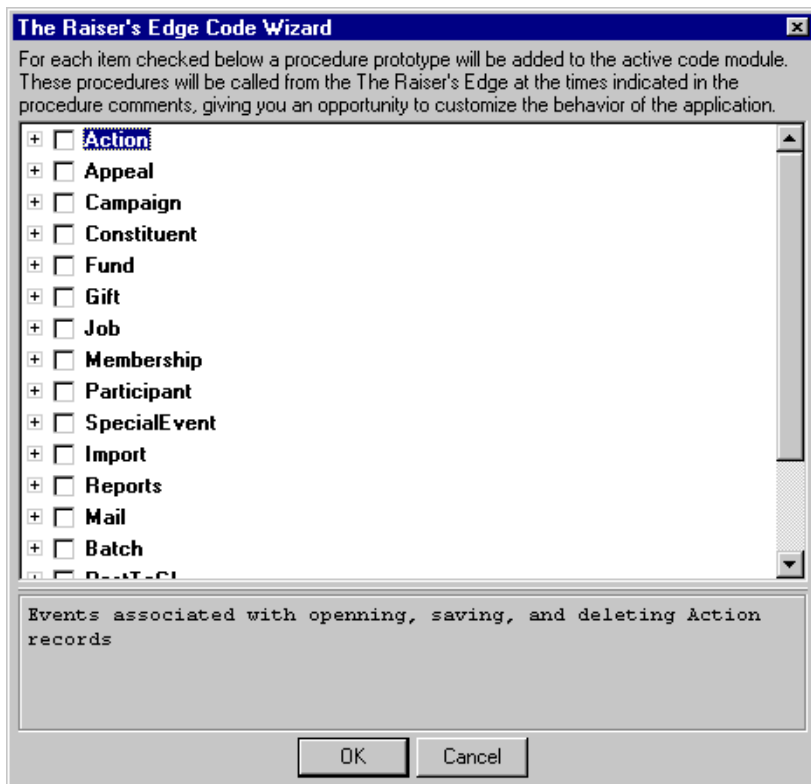 The Raiser's Edge Code Wizard
For each item checked below a procedure prototype will be added to the active code module.
These procedures will be called from the The Raiser's Edge at the times indicated in the
procedure comments, giving you an opportunity to customize the behavior of the application.
Action
Appeal
Campaign
Constituent
Fund
Gift
Job
Membership
Participant
SpecialEvent
Import
Reports
Mail
Batch
Events associated with openning, saving, and deleting Action
records
OK
Cancel